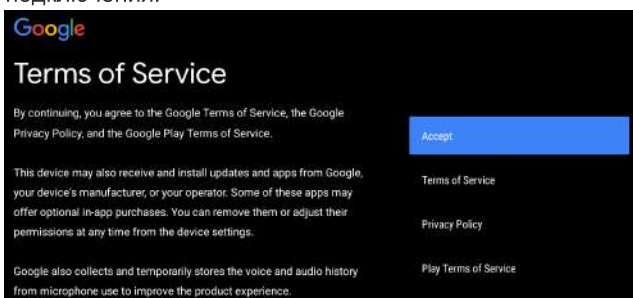 подключения.
Google
Terms of Service
By continuing, you agree to the Google Terms of Service, the Google
Privacy Policy, and the Google Play Terms of Service.
This device may also receive and install updates and apps from Google,
your device's manufacturer, or your operator. Some of these apps may
offer optional in-app purchases. You can remove them or adjust their
permissions at any time from the device settings.
Google also collects and temporarily stores the voice and audio history
from microphone use to improve the product experience.
Accept
Terms of Service
Privacy Policy
Play Terms of Service